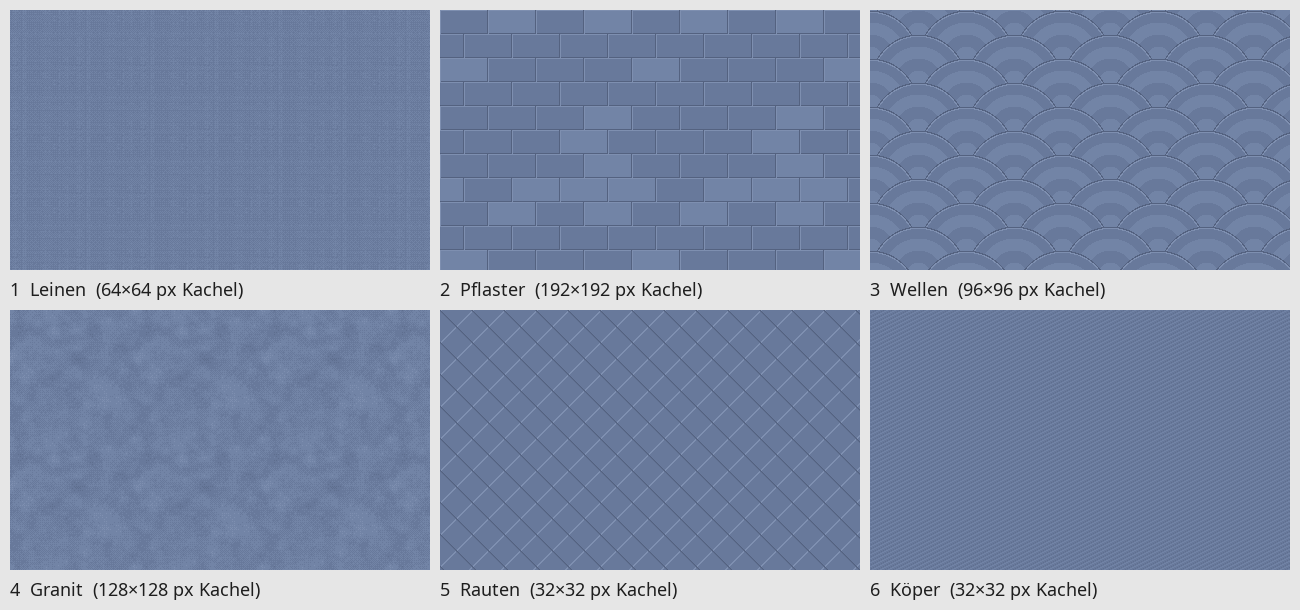 1 Leinen (64×64 px Kachel)
2 Pflaster (192×192 px Kachel)
3 Wellen (96×96 px Kachel)
4 Granit (128×128 px Kachel)
5 Rauten (32×32 px Kachel)
6 Köper (32×32 px Kachel)